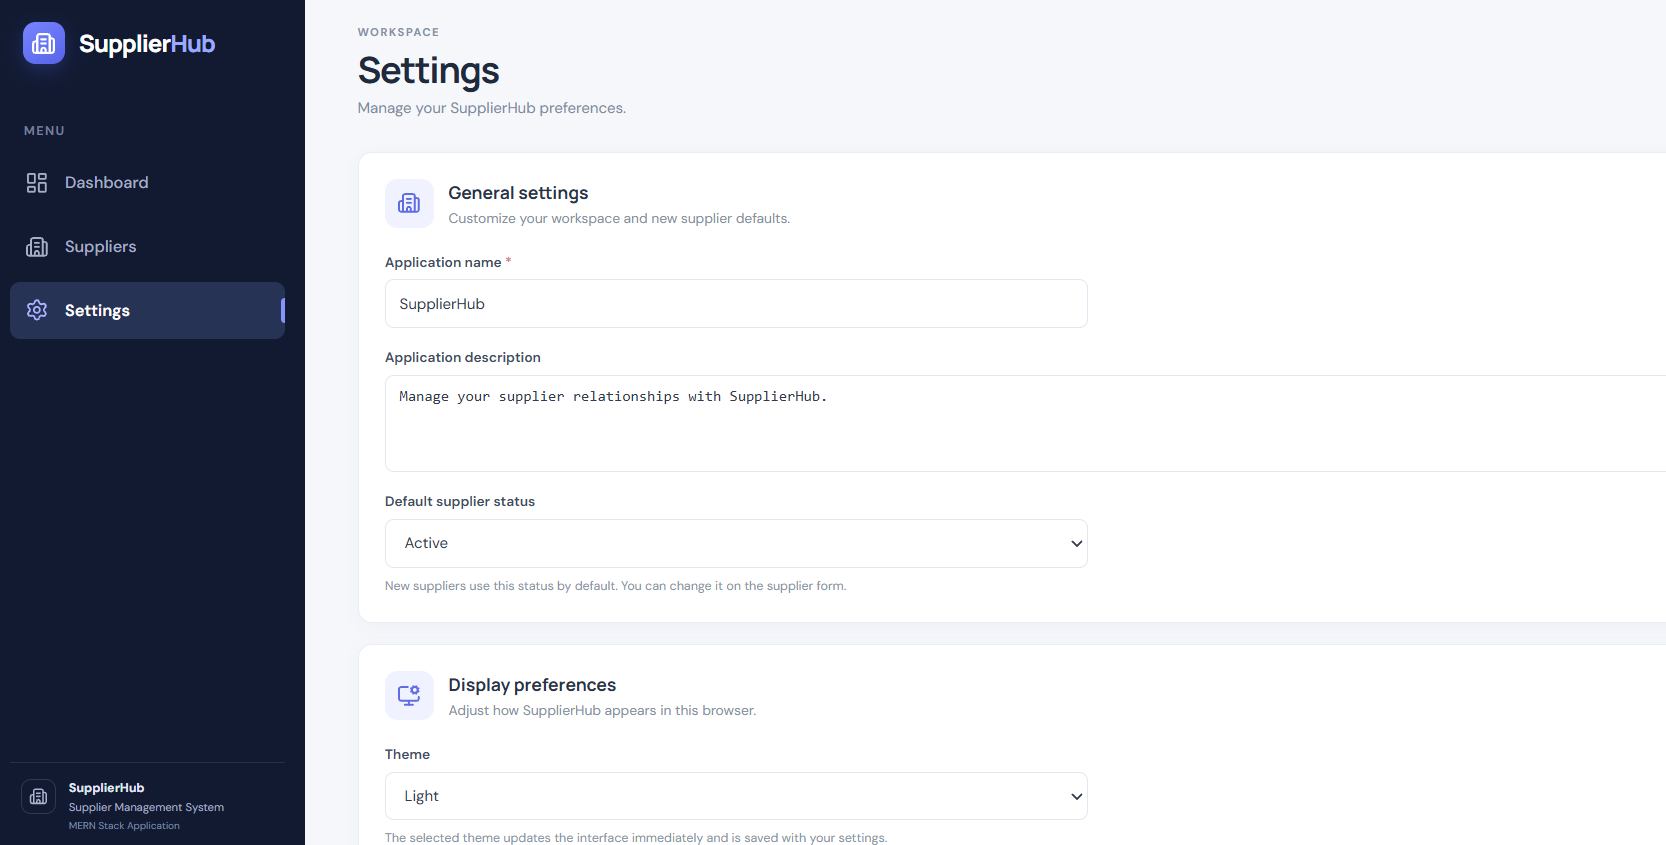 SupplierHub
MENU
Dashboard
Suppliers
Settings
SupplierHub
Supplier Management System
MERN Stack Application
WORKSPACE
Settings
Manage your SupplierHub preferences.
General settings
Customize your workspace and new supplier defaults.
Application name *
SupplierHub
Application description
Manage your supplier relationships with SupplierHub.
Default supplier status
Active
New suppliers use this status by default. You can change it on the supplier form.
Display preferences
Adjust how SupplierHub appears in this browser.
Theme
Light
The selected theme updates the interface immediately and is saved with your settings.